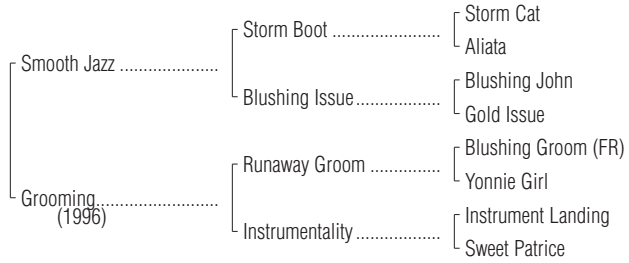 Storm Cat
Storm Boot ....................
Aliata
Smooth Jazz ....................
Blushing John
Blushing Issue ................
Gold Issue
Blushing Groom (FR)
Runaway Groom .............
Yonnie Girl
Grooming.........................
(1996)
Instrument Landing
Instrumentality ................
Sweet Patrice